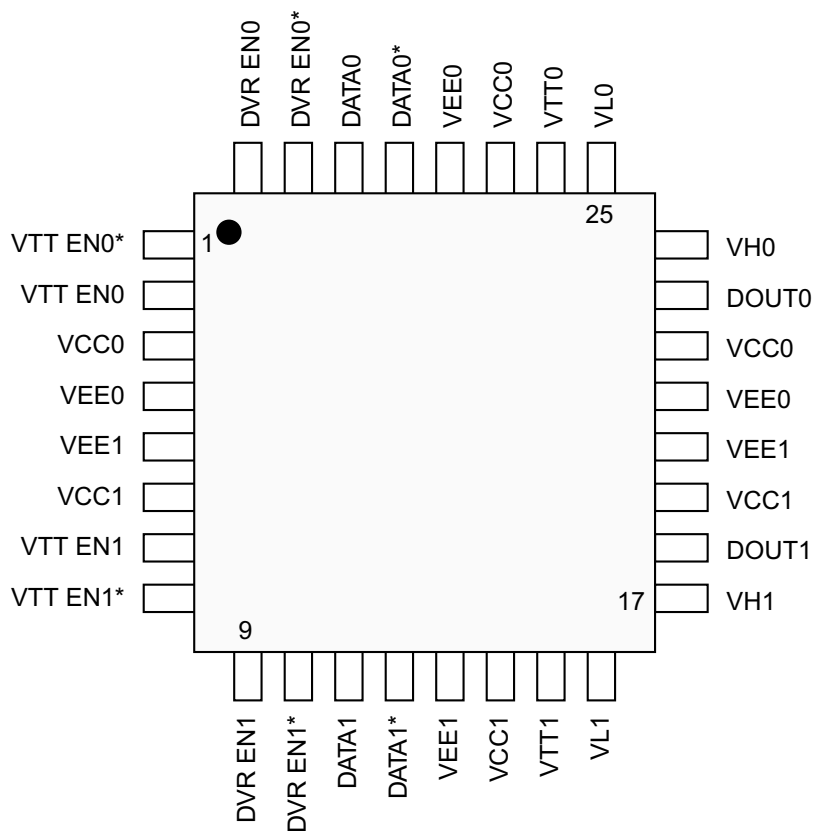 DVR EN0
DVR EN0*
DATA0
DATA0*
VEE0
VCC0
VTT0
VL0
25
VTT EN0*
1
VH0
VTT EN0
DOUT0
VCC0
VCC0
VEE0
VEE0
VEE1
VEE1
VCC1
VCC1
VTT EN1
DOUT1
VTT EN1*
17
VH1
9
DVR EN1
DVR EN1*
DATA1
DATA1*
VEE1
VCC1
VTT1
VL1